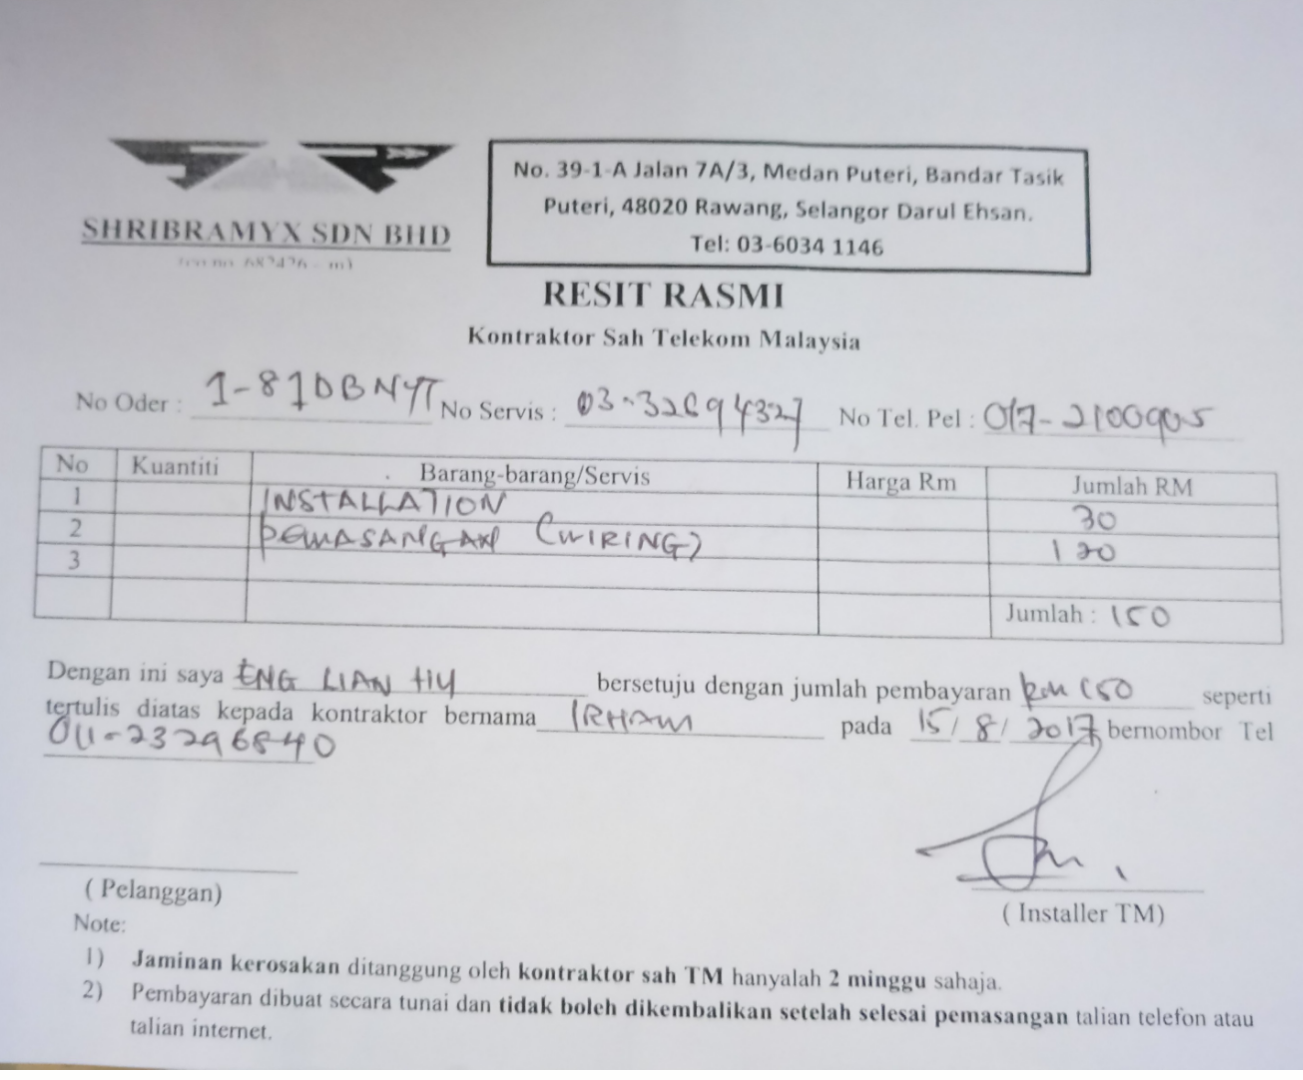 SHRIBRAMYX SDN BHD
No. 39-1-A Jalan 7A/3, Medan Puteri, Bandar Tasik
Puteri, 48020 Rawang, Selangor Darul Ehsan.
Tel: 03-6034 1146
RESIT RASMI
Kontraktor Sah Telekom Malaysia
No Oder : 1-81DBNYT No Servis : 03-32694327 No Tel. Pel : 017-2100905
No Kuantiti Barang-barang/Servis Harga Rm Jumlah RM
1 INSTALLATION 30
2 PEMASANGAN (WIRING) 120
3
Jumlah : 150
Dengan ini saya ENG LIAN HIY bersetuju dengan jumlah pembayaran RM 150 seperti
tertulis diatas kepada kontraktor bernama IRHAM pada 15/8/2017 bernombor Tel
011-23296840
( Pelanggan)
( Installer TM)
Note:
1) Jaminan kerosakan ditanggung oleh kontraktor sah TM hanyalah 2 minggu sahaja.
2) Pembayaran dibuat secara tunai dan tidak boleh dikembalikan setelah selesai pemasangan talian telefon atau
talian internet.